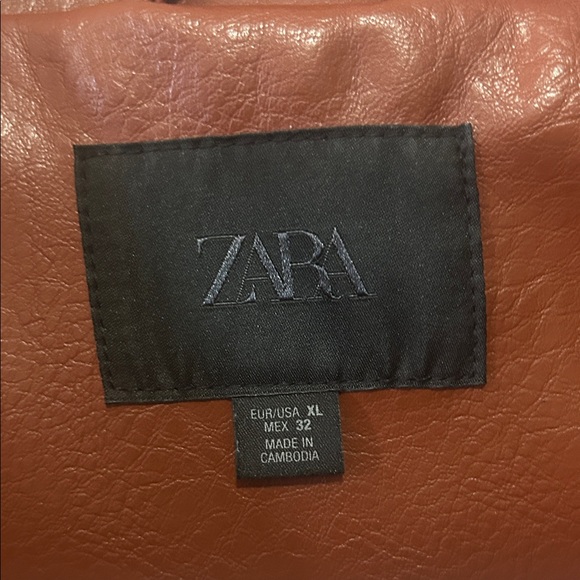 ZARA
EUR/USA XL
MEX 32
MADE IN
CAMBODIA